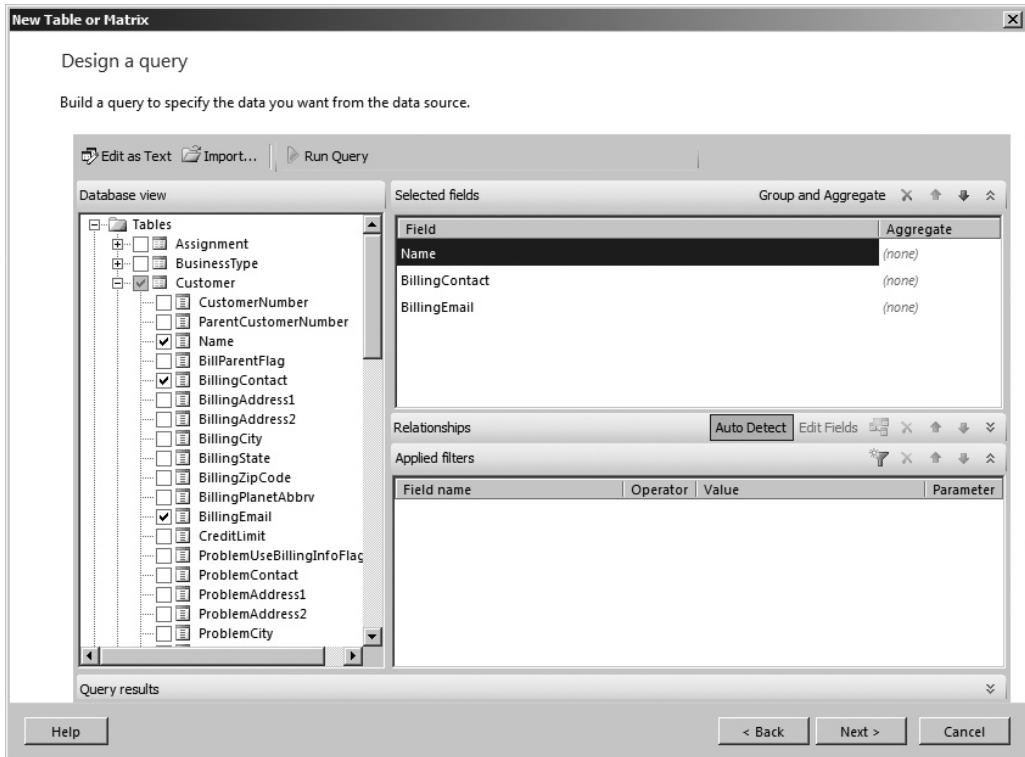 New Table or Matrix
Design a query
Build a query to specify the data you want from the data source.
Edit as Text Import... Run Query
Database view
Tables
Assignment
BusinessType
Customer
CustomerNumber
ParentCustomerNumber
Name
BillParentFlag
BillingContact
BillingAddress1
BillingAddress2
BillingCity
BillingState
BillingZipCode
BillingPlanetAbbrv
BillingEmail
CreditLimit
ProblemUseBillingInfoFlag
ProblemContact
ProblemAddress1
ProblemAddress2
ProblemCity
Selected fields Group and Aggregate
Field Aggregate
Name (none)
BillingContact (none)
BillingEmail (none)
Relationships Auto Detect Edit Fields
Applied filters
Field name Operator Value Parameter
Query results
Help < Back Next > Cancel